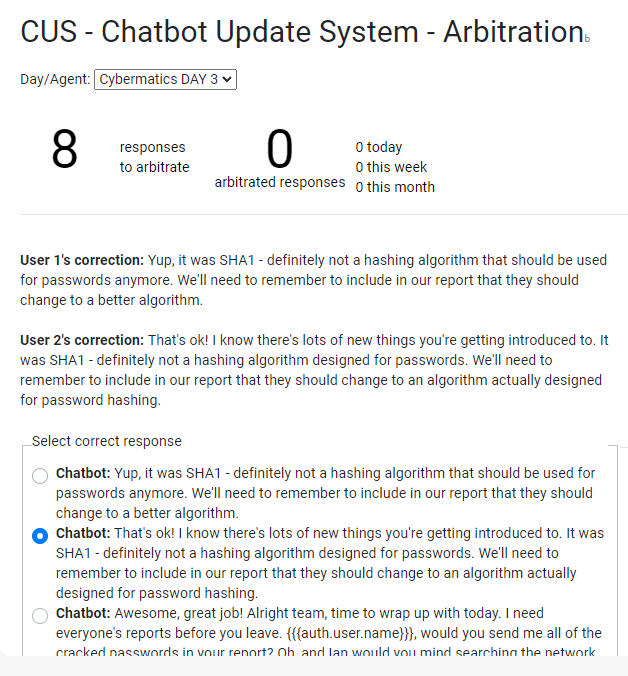 CUS - Chatbot Update System - Arbitration
b
Day/Agent: Cybermatics DAY 3
8
responses
to arbitrate
0
arbitrated responses
0 today
0 this week
0 this month
User 1's correction: Yup, it was SHA1 - definitely not a hashing algorithm that should be used
for passwords anymore. We'll need to remember to include in our report that they should
change to a better algorithm.
User 2's correction: That's ok! I know there's lots of new things you're getting introduced to. It
was SHA1 - definitely not a hashing algorithm designed for passwords. We'll need to
remember to include in our report that they should change to an algorithm actually designed
for password hashing.
Select correct response
Chatbot: Yup, it was SHA1 - definitely not a hashing algorithm that should be used for
passwords anymore. We'll need to remember to include in our report that they should
change to a better algorithm.
Chatbot: That's ok! I know there's lots of new things you're getting introduced to. It was
SHA1 - definitely not a hashing algorithm designed for passwords. We'll need to
remember to include in our report that they should change to an algorithm actually
designed for password hashing.
Chatbot: Awesome, great job! Alright team, time to wrap up with today. I need
everyone's reports before you leave. {{{auth.user.name}}}, would you send me all of the
cracked passwords in your report? Oh, and Ian would you mind searching the network